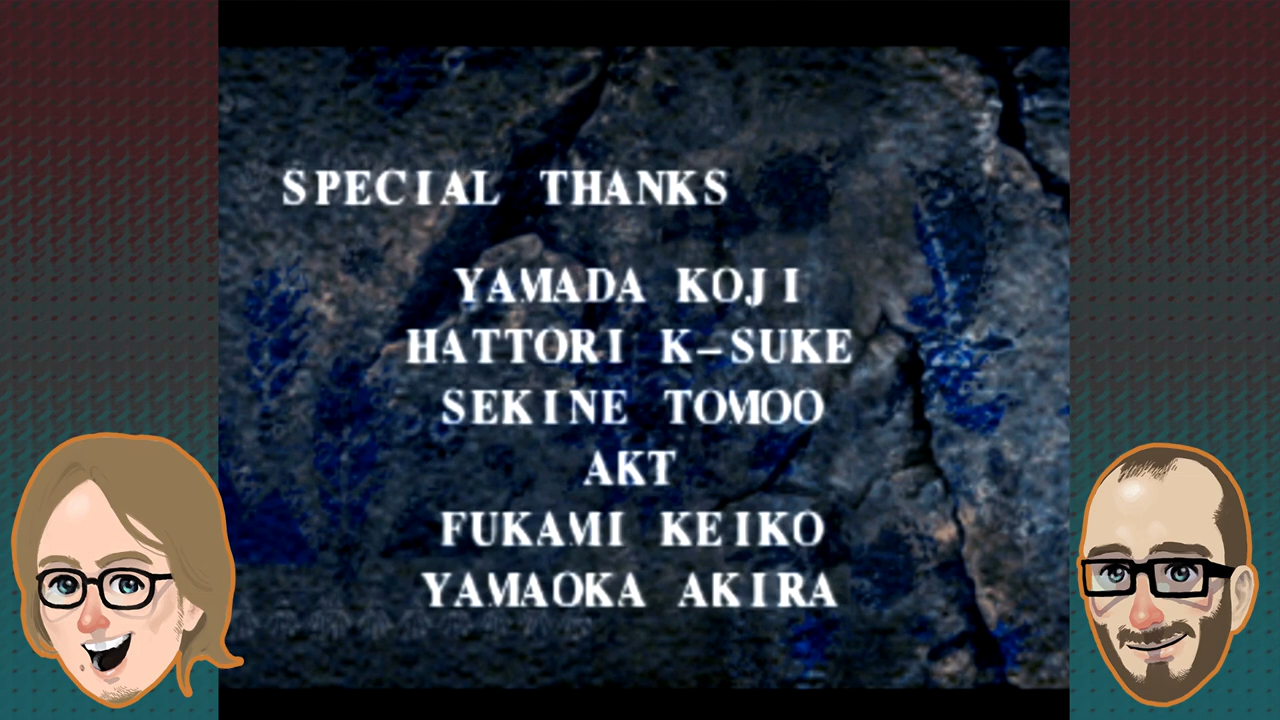 SPECIAL THANKS
YAMADA KOJI
HATTORI K-SUKE
SEKINE TOMOO
AKT
FUKAMI KEIKO
YAMAOKA AKIRA